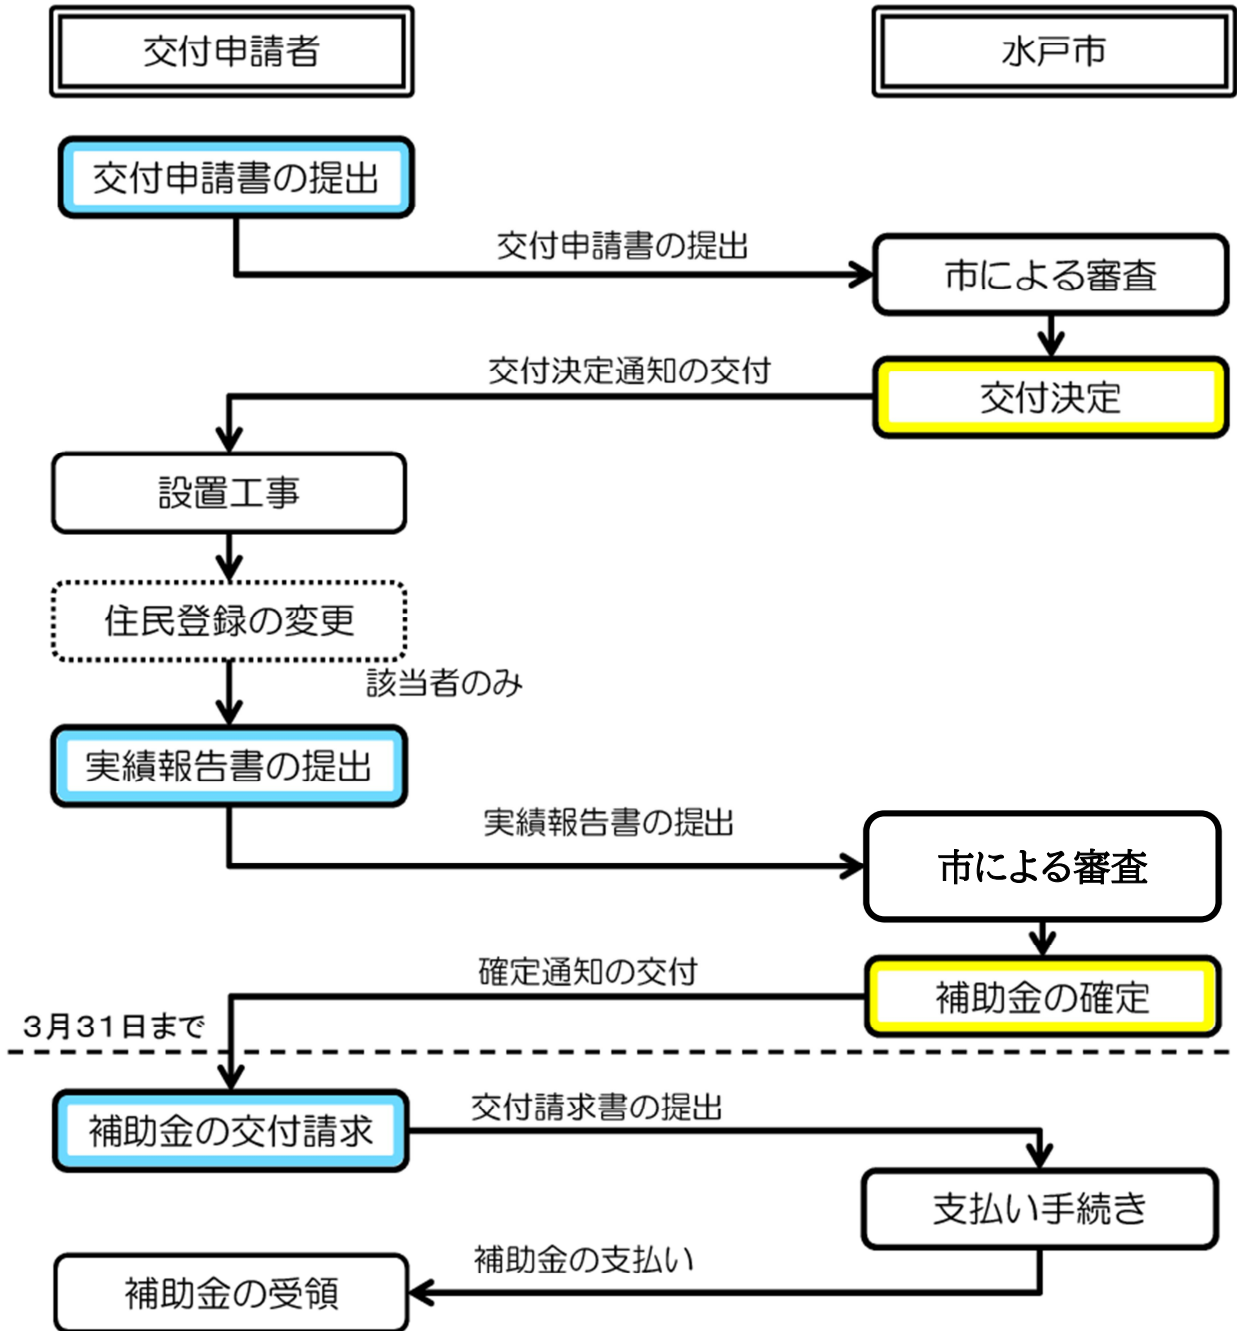 交付申請者
水戸市
交付申請書の提出
交付申請書の提出
市による審査
交付決定通知の交付
交付決定
設置工事
住民登録の変更
該当者のみ
実績報告書の提出
実績報告書の提出
市による審査
確定通知の交付
補助金の確定
3月31日まで
補助金の交付請求
交付請求書の提出
支払い手続き
補助金の支払い
補助金の受領